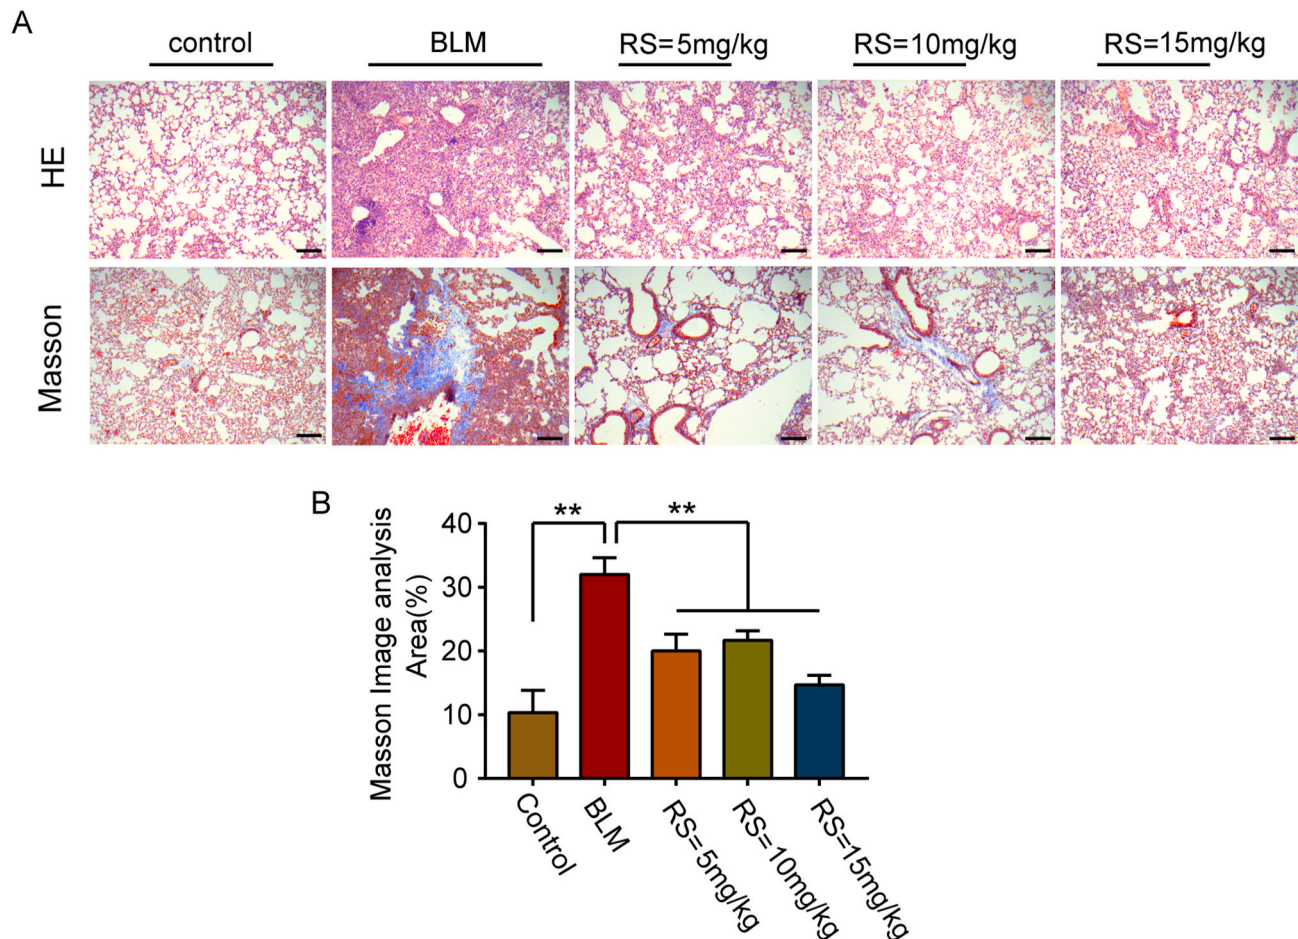 A
control BLM RS=5mg/kg RS=10mg/kg RS=15mg/kg
HE
Masson
B
** **
Masson Image analysis
Area(%)
40
30
20
10
0
Control BLM RS=5mg/kg RS=10mg/kg RS=15mg/kg